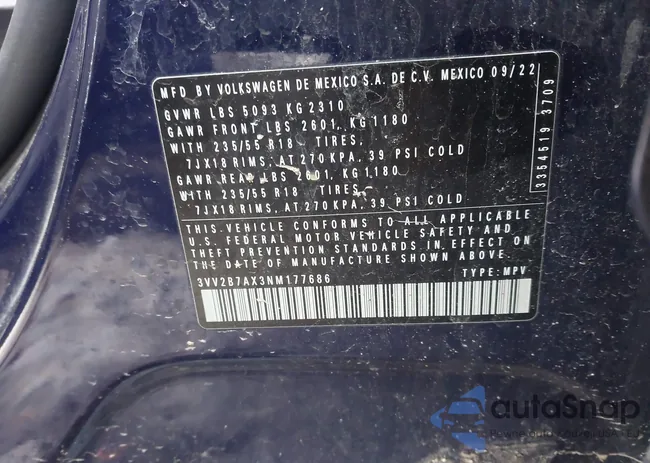 MFD BY VOLKSWAGEN DE MEXICO S.A. DE C.V. MEXICO 09/22
GVWR LBS 5093 KG 2310
GAWR FRONT LBS 2601, KG 1180
WITH 235/55 R18 TIRES,
7JX18 RIMS, AT 270 KPA, 39 PSI COLD
GAWR REAR LBS 2601, KG 1180
WITH 235/55 R18 TIRES,
7JX18 RIMS, AT 270 KPA, 39 PSI COLD
THIS VEHICLE CONFORMS TO ALL APPLICABLE
U.S. FEDERAL MOTOR VEHICLE SAFETY AND
THEFT PREVENTION STANDARDS IN EFFECT ON
THE DATE OF MANUFACTURE SHOWN ABOVE.
3VV2B7AX3NM177686 TYPE: MPV
3354519 3709
autoSnap